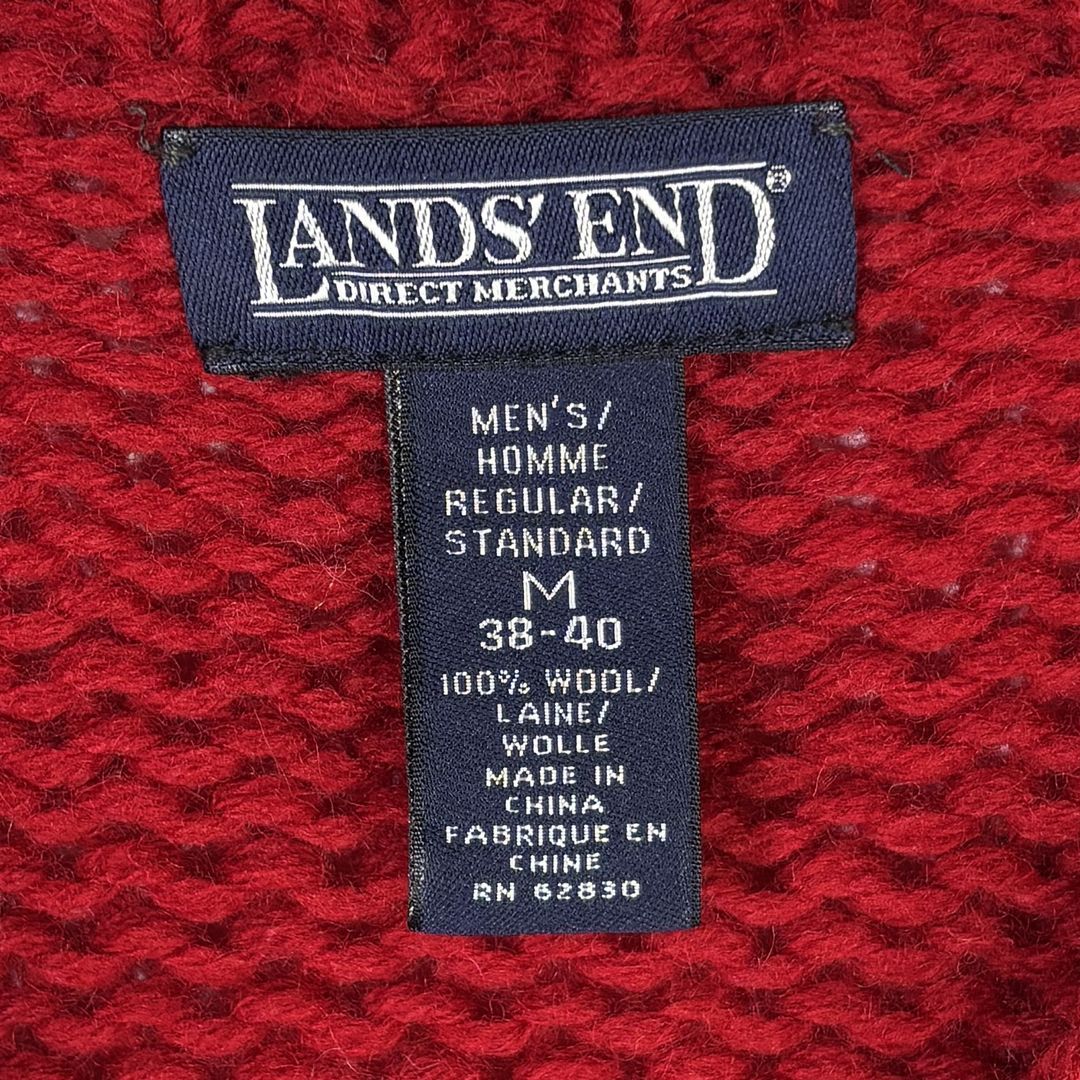 LANDS' END®
DIRECT MERCHANTS
MEN'S/
HOMME
REGULAR/
STANDARD
M
38-40
100% WOOL/
LAINE/
WOLLE
MADE IN
CHINA
FABRIQUE EN
CHINE
RN 62830